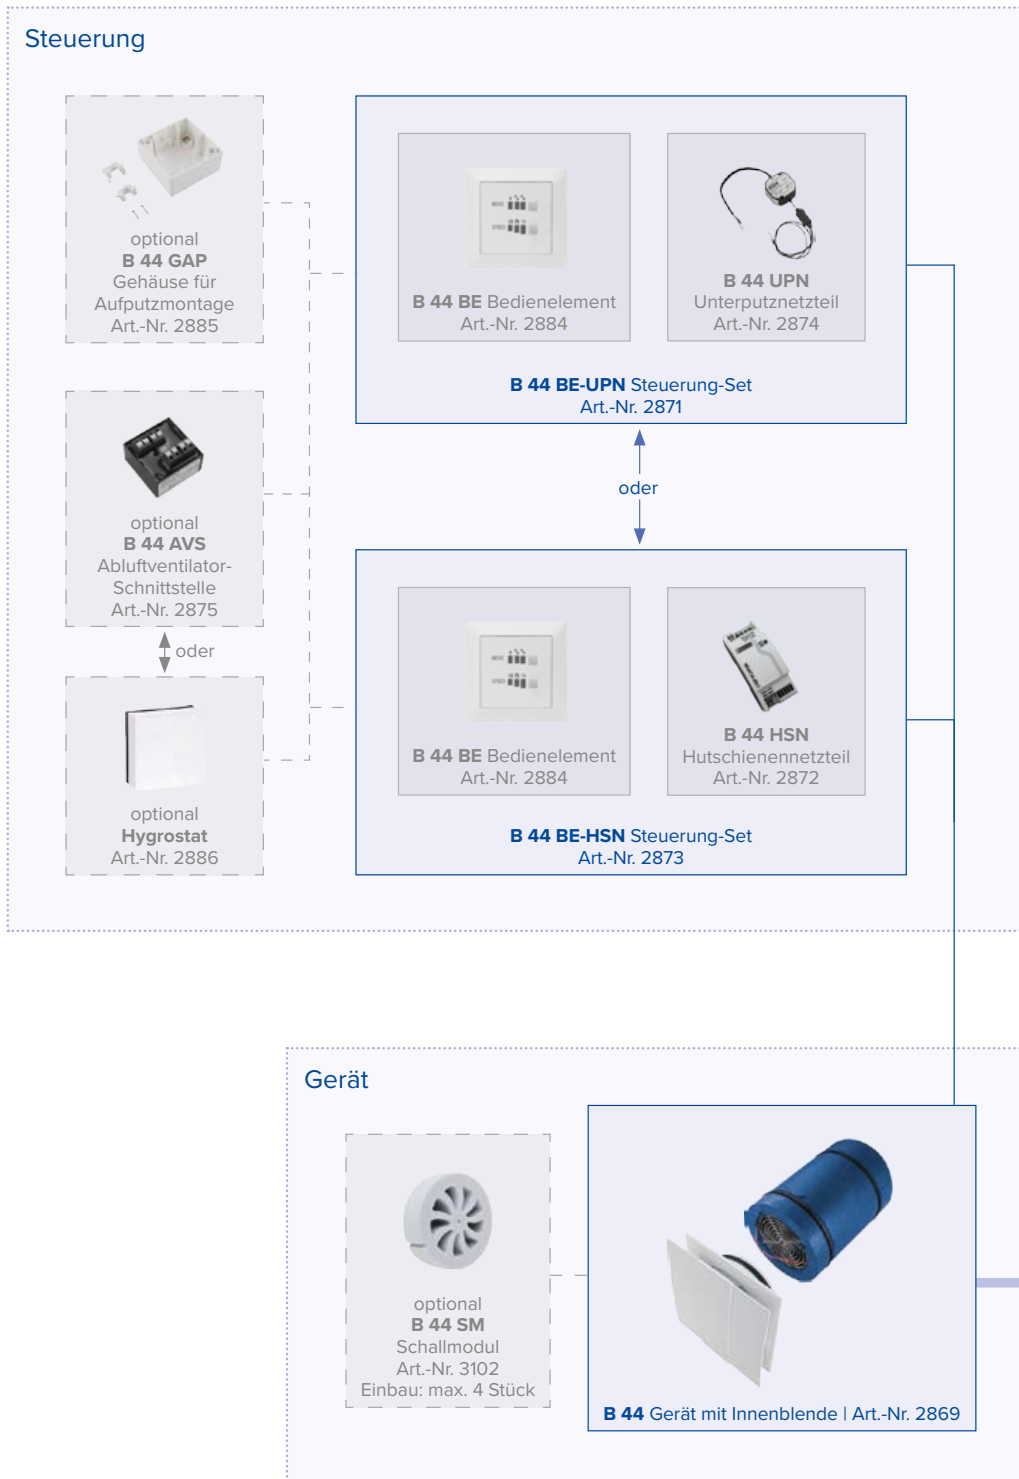 Steuerung
optional
B 44 GAP
Gehäuse für
Aufputzmontage
Art.-Nr. 2885
B 44 BE Bedienelement
Art.-Nr. 2884
B 44 UPN
Unterputznetzteil
Art.-Nr. 2874
B 44 BE-UPN Steuerung-Set
Art.-Nr. 2871
oder
optional
B 44 AVS
Abluftventilator-
Schnittstelle
Art.-Nr. 2875
oder
optional
Hygrostat
Art.-Nr. 2886
B 44 BE Bedienelement
Art.-Nr. 2884
B 44 HSN
Hutschienennetzteil
Art.-Nr. 2872
B 44 BE-HSN Steuerung-Set
Art.-Nr. 2873
Gerät
optional
B 44 SM
Schallmodul
Art.-Nr. 3102
Einbau: max. 4 Stück
B 44 Gerät mit Innenblende | Art.-Nr. 2869